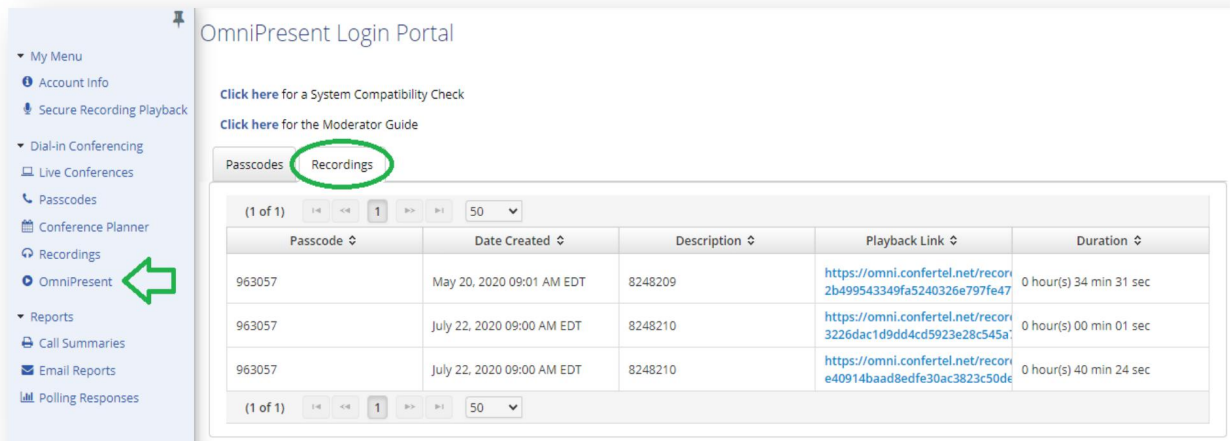 OmniPresent Login Portal
My Menu
Account Info
Secure Recording Playback
Dial-in Conferencing
Live Conferences
Passcodes
Conference Planner
Recordings
OmniPresent
Reports
Call Summaries
Email Reports
Polling Responses
Click here for a System Compatibility Check
Click here for the Moderator Guide
Passcodes Recordings
(1 of 1) 1 50
Passcode Date Created Description Playback Link Duration
963057 May 20, 2020 09:01 AM EDT 8248209 https://omni.confertel.net/recor 0 hour(s) 34 min 31 sec
2b499543349fa5240326e797fe47
963057 July 22, 2020 09:00 AM EDT 8248210 https://omni.confertel.net/recor 0 hour(s) 00 min 01 sec
3226dac1d9dd4cd5923e28c545a7
963057 July 22, 2020 09:00 AM EDT 8248210 https://omni.confertel.net/recor 0 hour(s) 40 min 24 sec
e40914baad8edfe30ac3823c50de
(1 of 1) 1 50